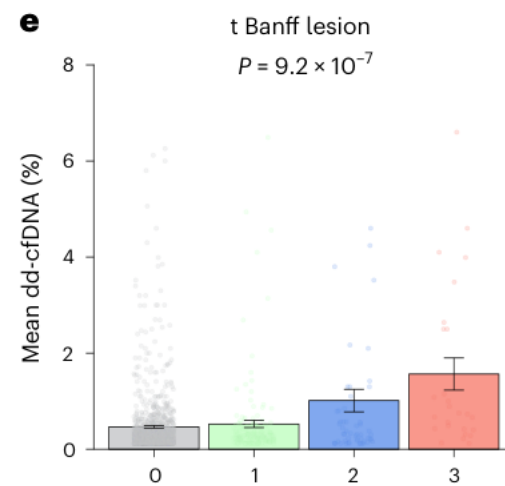 e
t Banff lesion
P = 9.2 × 10⁻⁷
Mean dd-cfDNA (%)
8
6
4
2
0
0 1 2 3